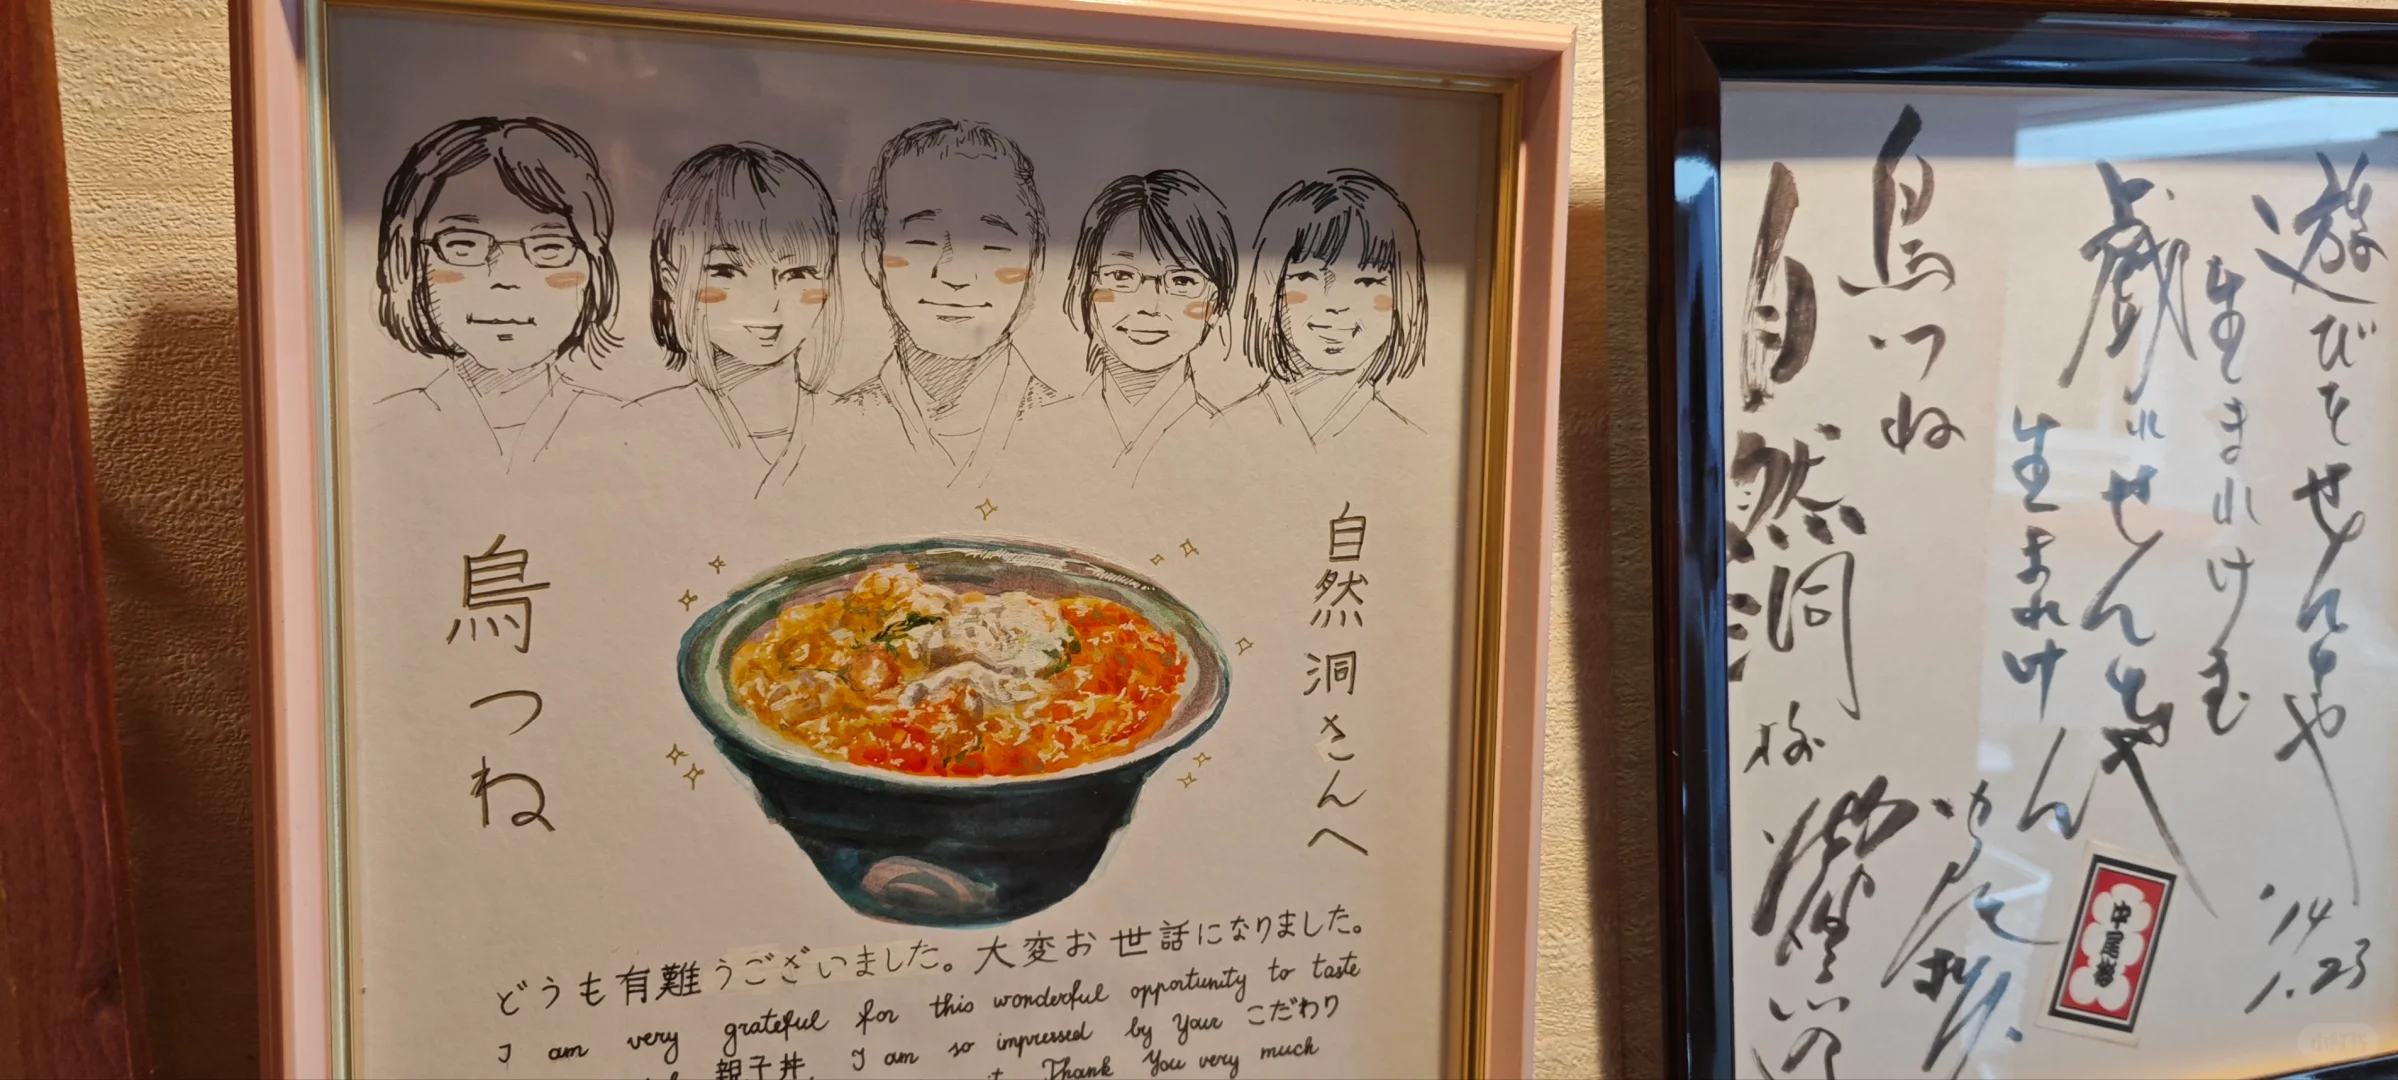 自然洞さんへ
鳥つね
どうも有難うございました。大変お世話になりました。
I am very grateful for this wonderful opportunity to taste
親子丼. I am so impressed by Your こだわり
Thank You very much
遊びをせんとや
生まれけむ
戯れせんとや
生まれけん
鳥つね
自然洞
'14
1.23
中尾彬